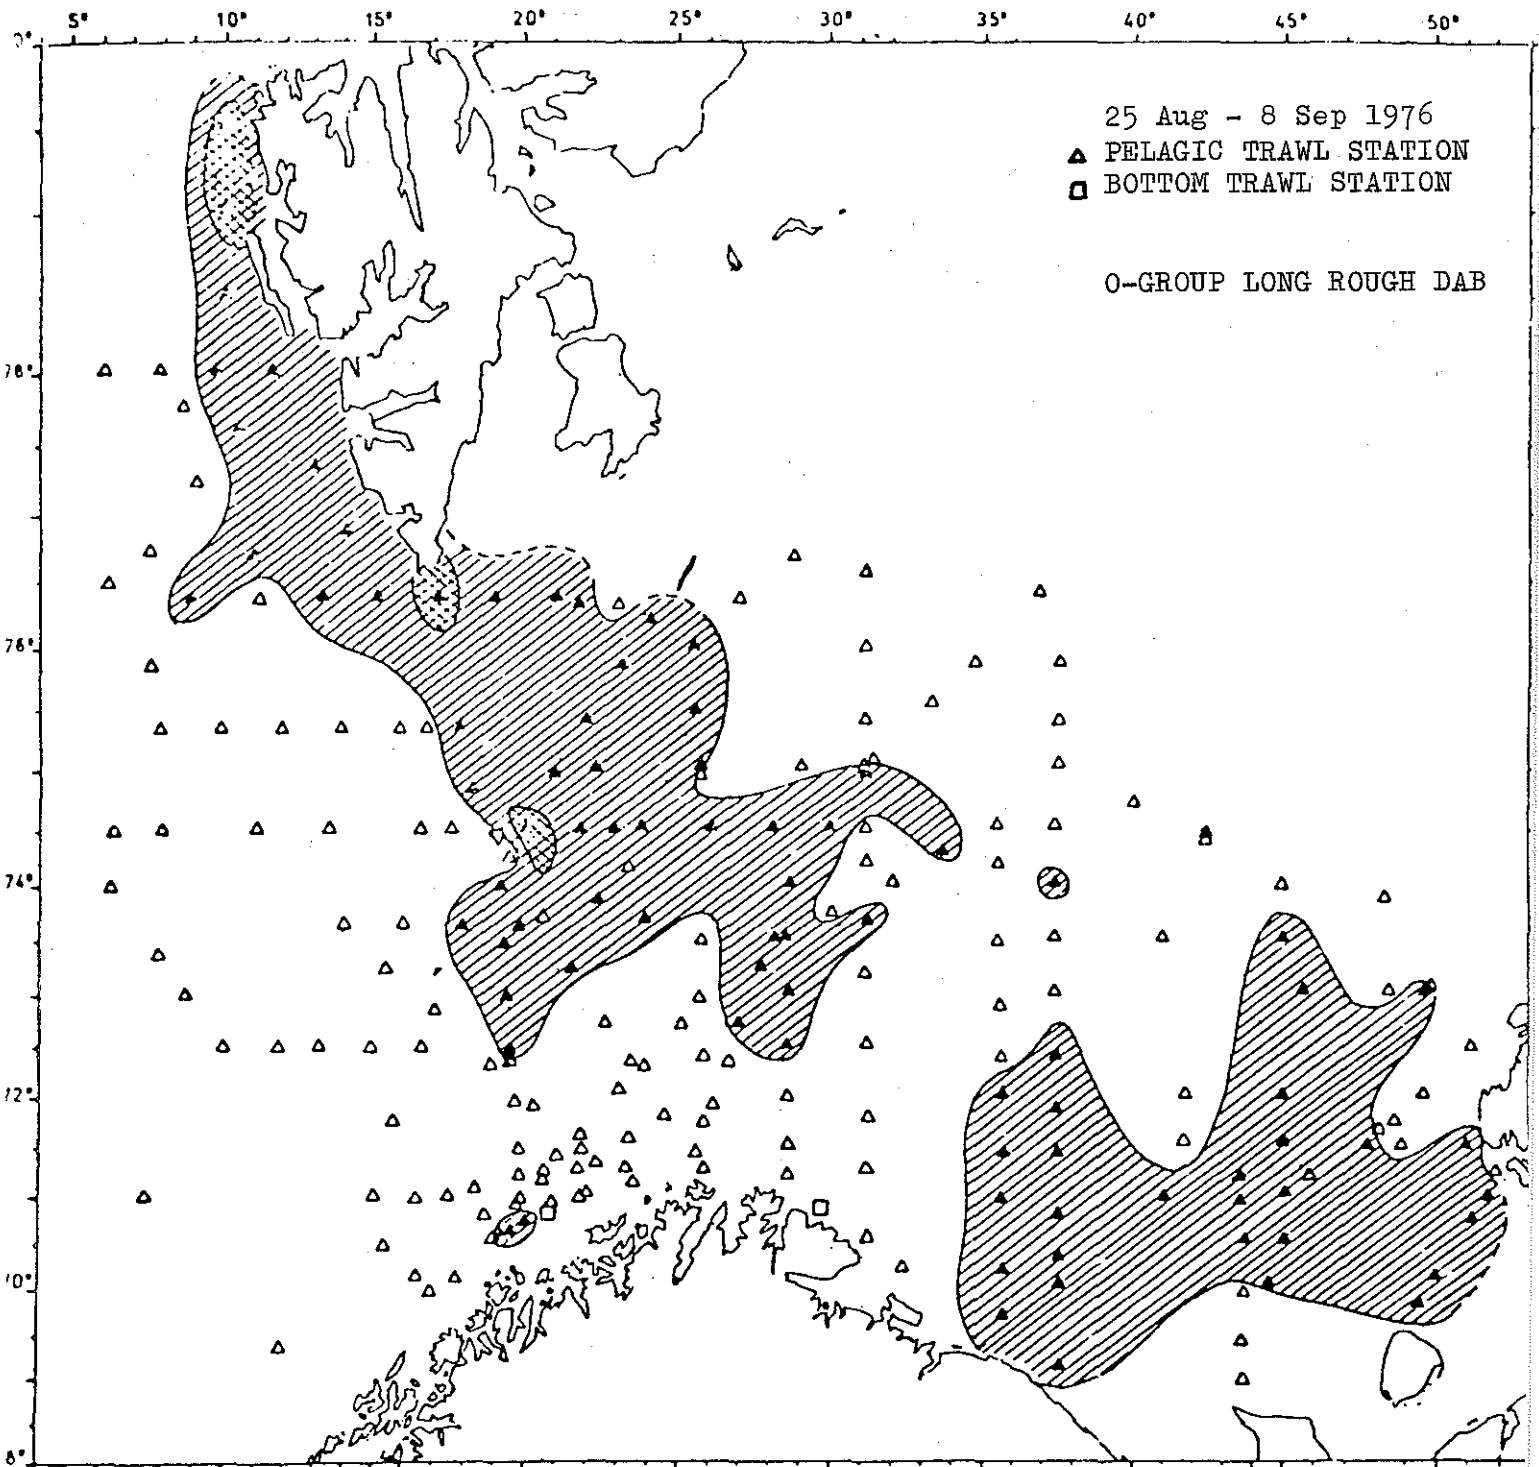 5° 10° 15° 20° 25° 30° 35° 40° 45° 50°
25 Aug - 8 Sep 1976
PELAGIC TRAWL STATION
BOTTOM TRAWL STATION
0-GROUP LONG ROUGH DAB
78°
76°
74°
72°